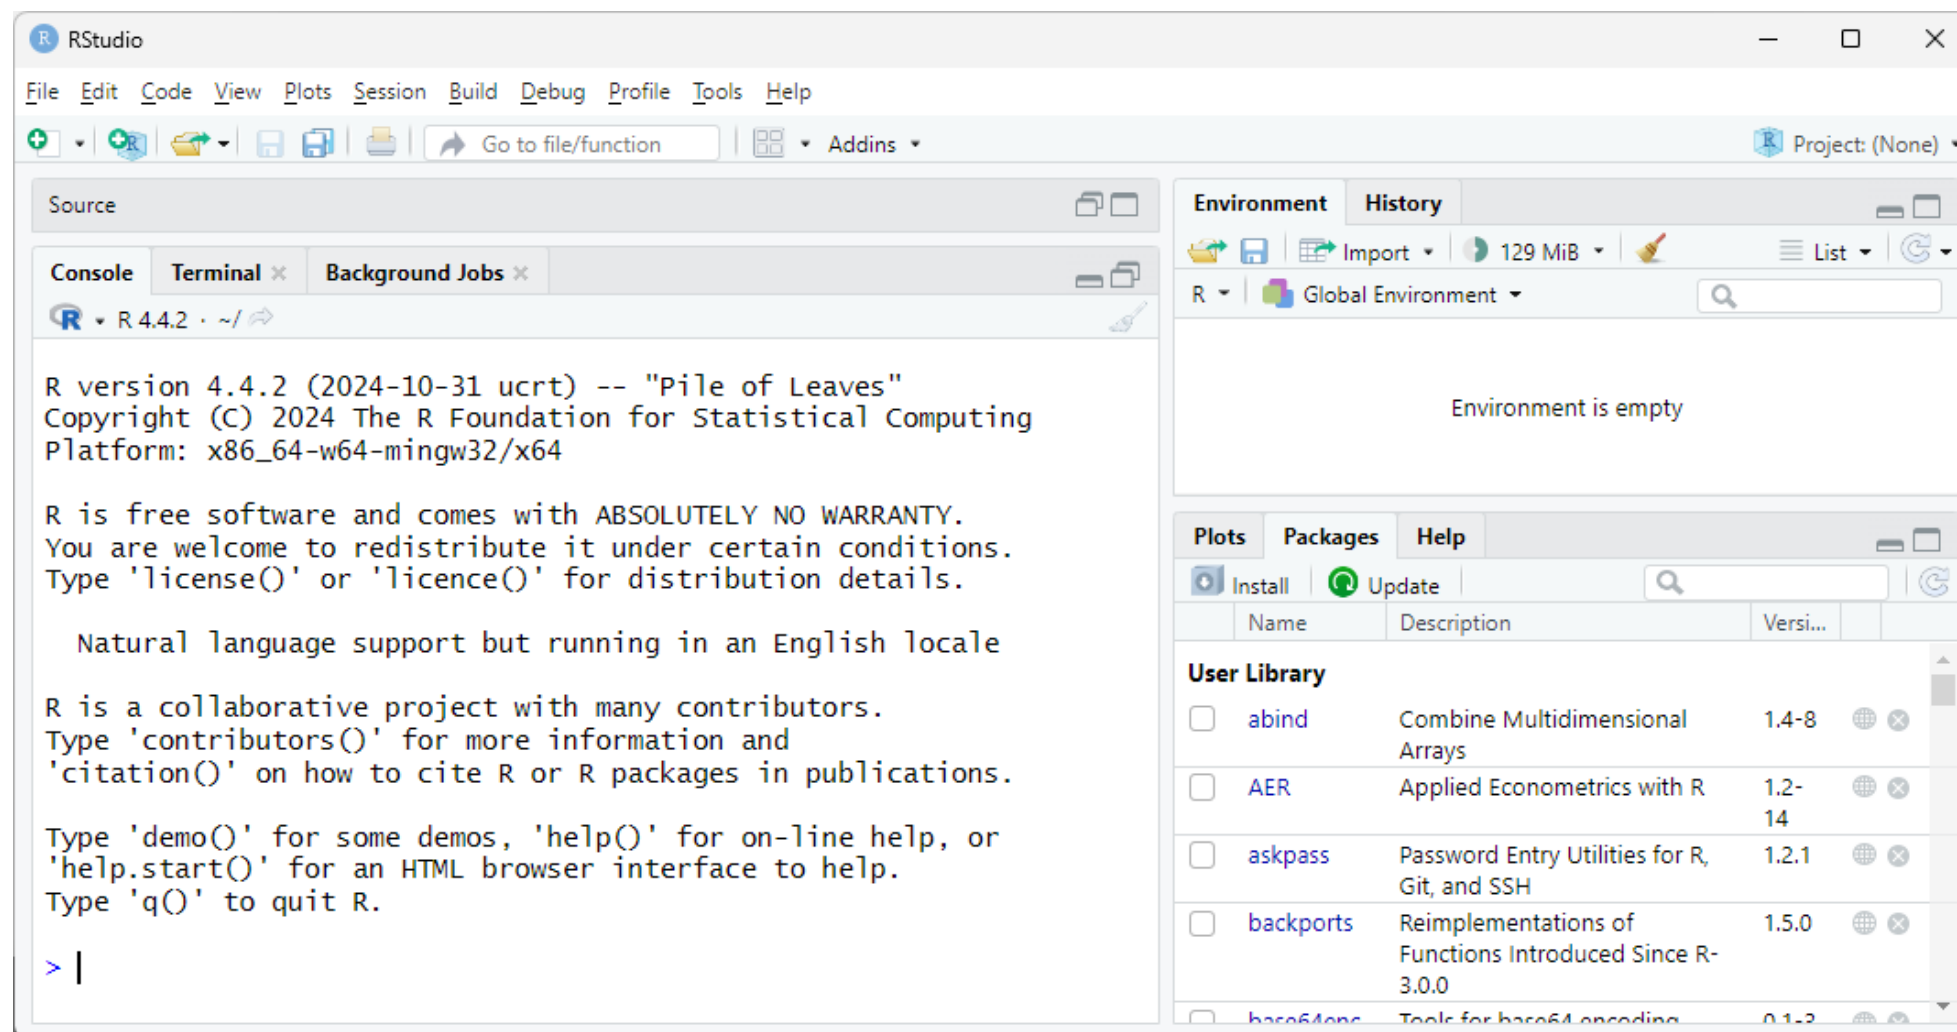 RStudio
File Edit Code View Plots Session Build Debug Profile Tools Help
Go to file/function
Addins
Project: (None)
Source
Console Terminal Background Jobs
R 4.4.2 · ~/
R version 4.4.2 (2024-10-31 ucrt) -- "Pile of Leaves"
Copyright (C) 2024 The R Foundation for Statistical Computing
Platform: x86_64-w64-mingw32/x64
R is free software and comes with ABSOLUTELY NO WARRANTY.
You are welcome to redistribute it under certain conditions.
Type 'license()' or 'licence()' for distribution details.
Natural language support but running in an English locale
R is a collaborative project with many contributors.
Type 'contributors()' for more information and
'citation()' on how to cite R or R packages in publications.
Type 'demo()' for some demos, 'help()' for on-line help, or
'help.start()' for an HTML browser interface to help.
Type 'q()' to quit R.
>
Environment History
Import 129 MiB List
R Global Environment
Environment is empty
Plots Packages Help
Install Update
Name Description Versi...
User Library
abind Combine Multidimensional 1.4-8
Arrays
AER Applied Econometrics with R 1.2-
14
askpass Password Entry Utilities for R, 1.2.1
Git, and SSH
backports Reimplementations of 1.5.0
Functions Introduced Since R-
3.0.0
base64enc Tools for base64 encoding 0.1-3